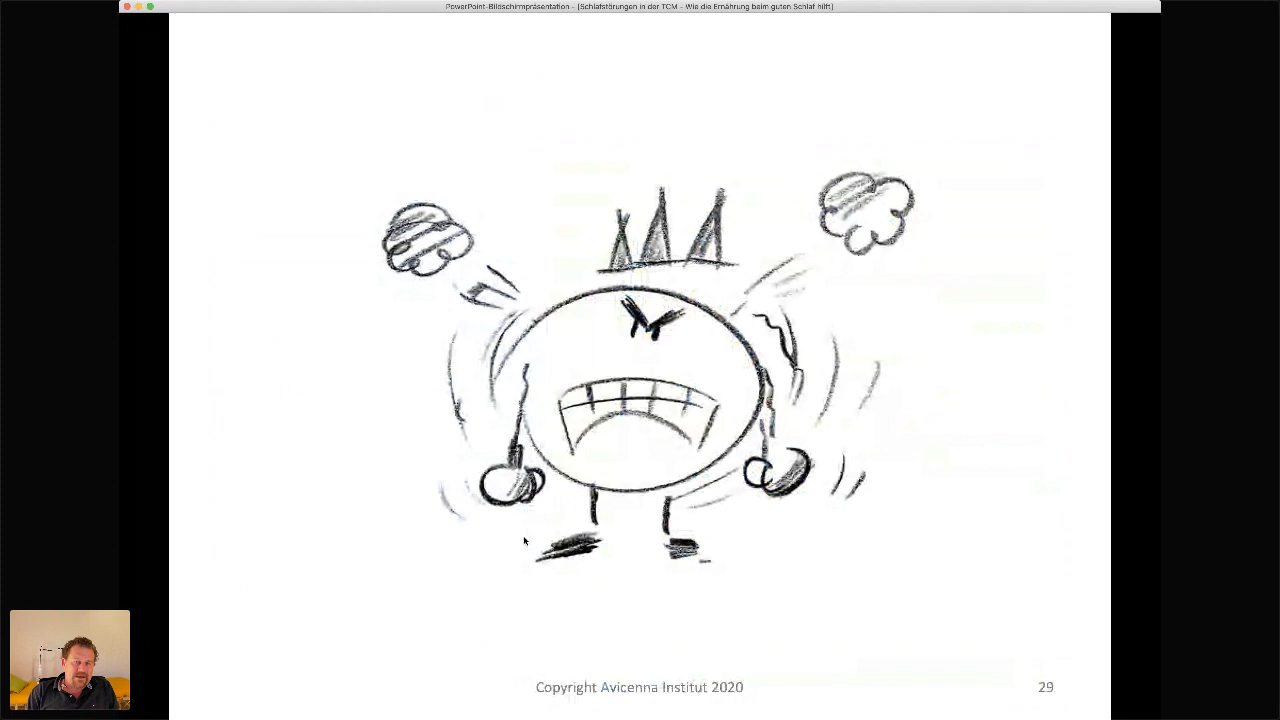 PowerPoint-Bildschirmpräsentation - [Schlafstörungen in der TCM - Wie die Ernährung beim guten Schlaf hilft]
Copyright Avicenna Institut 2020
29